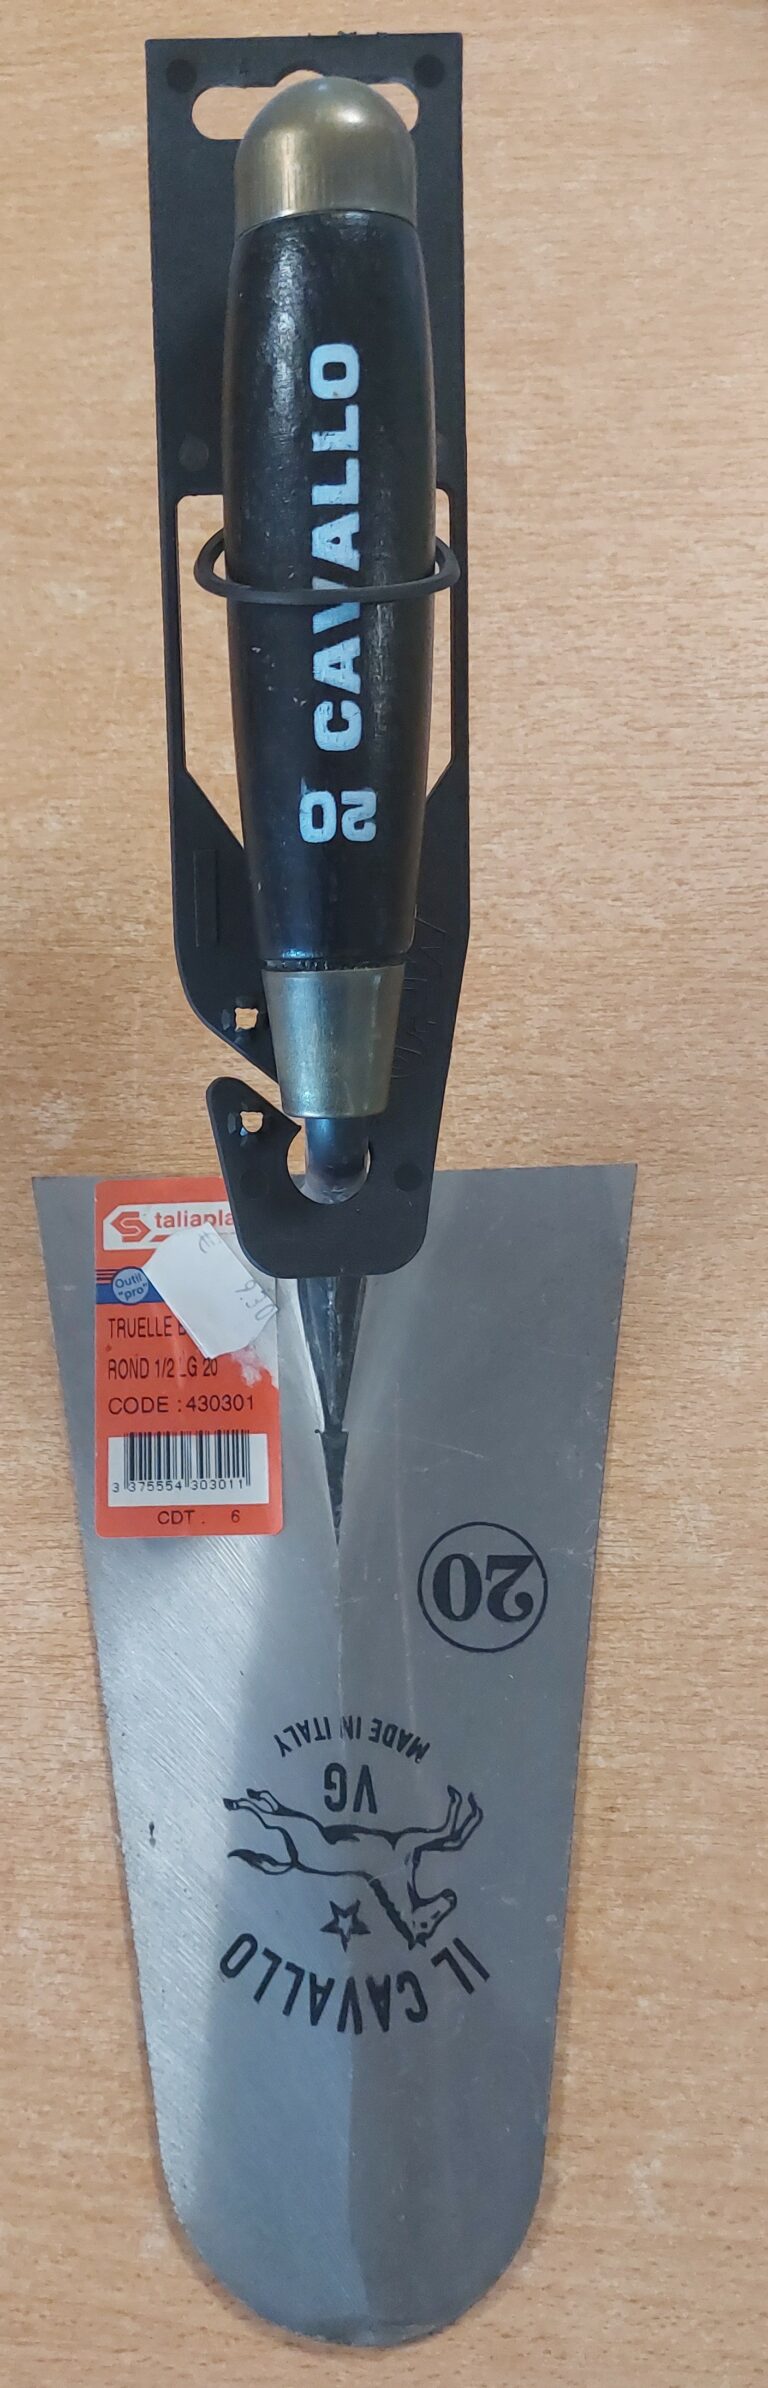 CAVALLO
20
taliapla
Outil
"pro"
TRUELLE
ROND 1/2 LG 20
CODE : 430301
3 375554 303011
CDT : 6
20
MADE IN ITALY
VG
IL CAVALLO